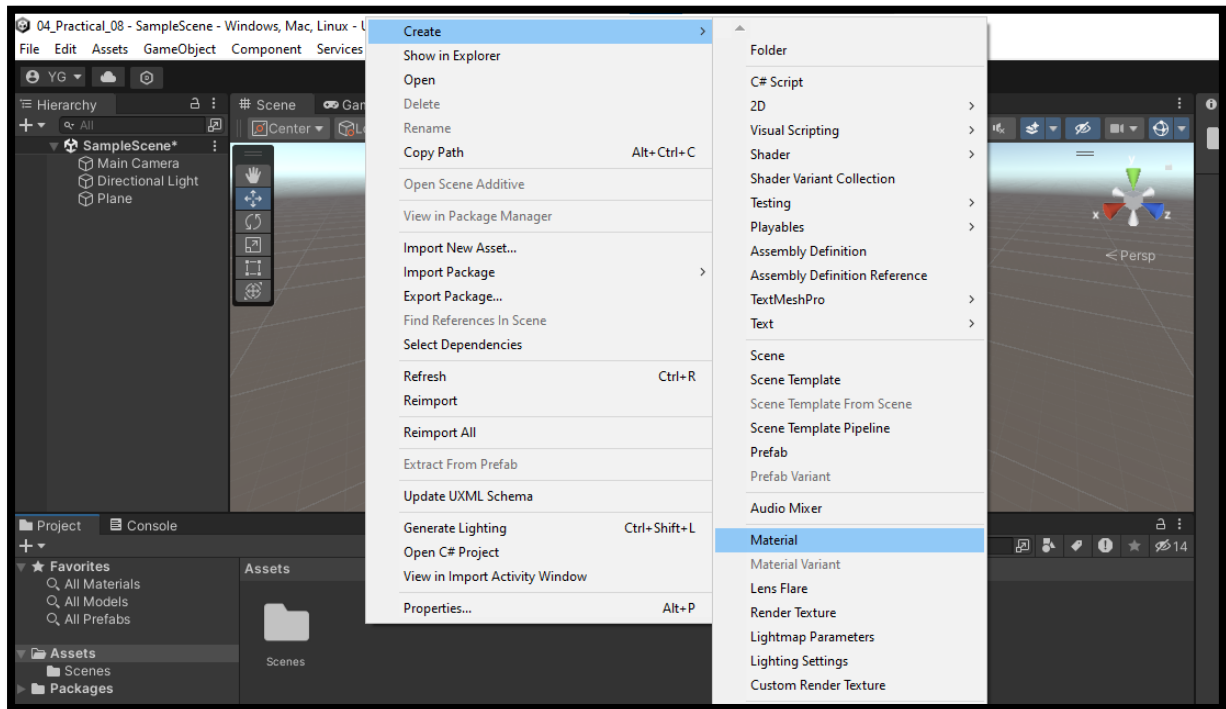 04_Practical_08 - SampleScene - Windows, Mac, Linux - U
File Edit Assets GameObject Component Services
YG
Hierarchy
All
SampleScene*
Main Camera
Directional Light
Plane
# Scene
Center
x
y
z
Persp
Create
Show in Explorer
Open
Delete
Rename
Copy Path Alt+Ctrl+C
Open Scene Additive
View in Package Manager
Import New Asset...
Import Package
Export Package...
Find References In Scene
Select Dependencies
Refresh Ctrl+R
Reimport
Reimport All
Extract From Prefab
Update UXML Schema
Generate Lighting Ctrl+Shift+L
Open C# Project
View in Import Activity Window
Properties... Alt+P
Folder
C# Script
2D
Visual Scripting
Shader
Shader Variant Collection
Testing
Playables
Assembly Definition
Assembly Definition Reference
TextMeshPro
Text
Scene
Scene Template
Scene Template From Scene
Scene Template Pipeline
Prefab
Prefab Variant
Audio Mixer
Material
Material Variant
Lens Flare
Render Texture
Lightmap Parameters
Lighting Settings
Custom Render Texture
Project Console
14
Favorites
All Materials
All Models
All Prefabs
Assets
Scenes
Packages
Assets
Scenes